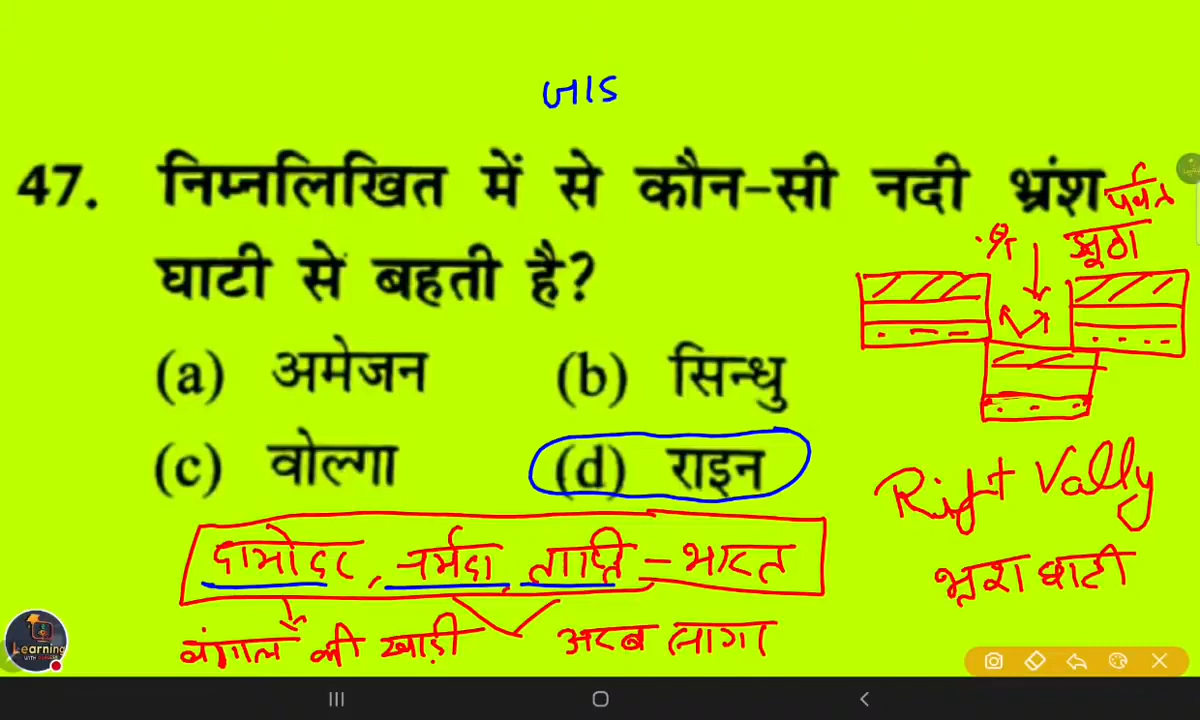 47. निम्नलिखित में से कौन-सी नदी भ्रंश
घाटी से बहती है?
(a) अमेजन (b) सिन्धु
(c) वोल्गा (d) राइन
दामोदर, नर्मदा, ताप्ति – भारत
बंगाल की खाड़ी अरब सागर
Rift Vally
भ्रंश घाटी
पर्वत
Learning